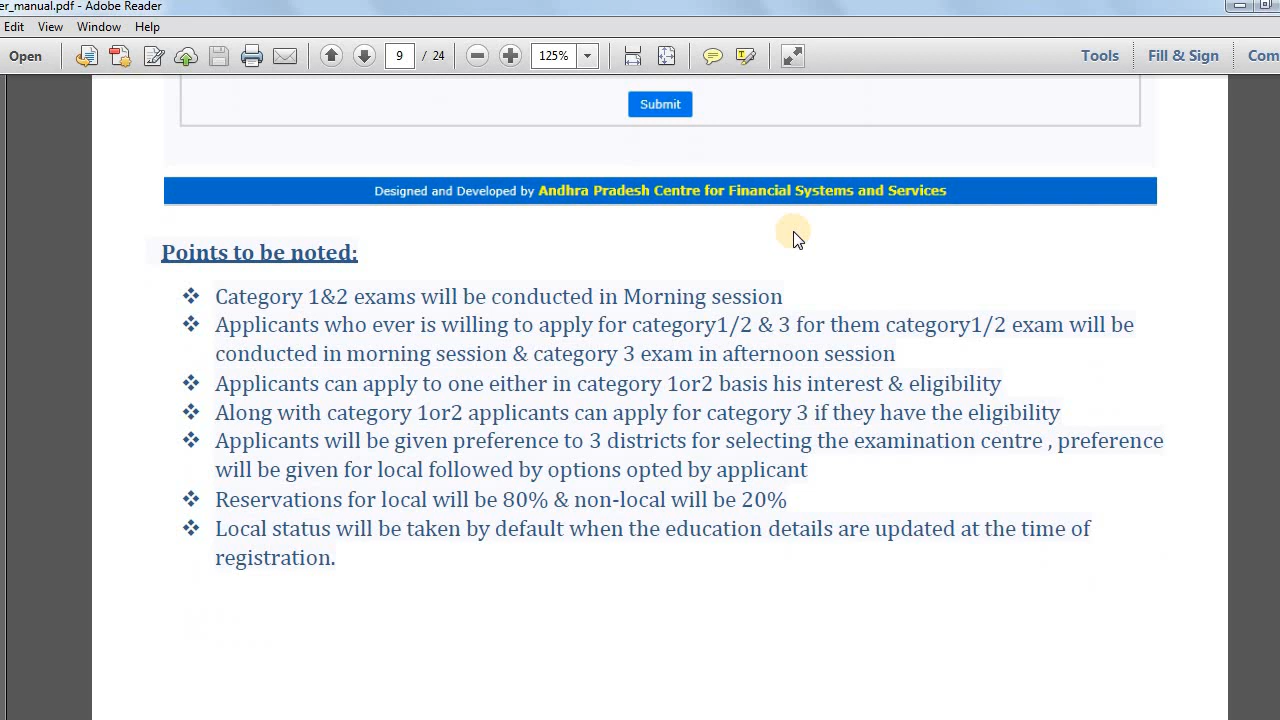 er_manual.pdf - Adobe Reader
Edit View Window Help
Open 9 / 24 125% Tools Fill & Sign Com
Submit
Designed and Developed by Andhra Pradesh Centre for Financial Systems and Services
Points to be noted:
❖ Category 1&2 exams will be conducted in Morning session
❖ Applicants who ever is willing to apply for category1/2 & 3 for them category1/2 exam will be
conducted in morning session & category 3 exam in afternoon session
❖ Applicants can apply to one either in category 1or2 basis his interest & eligibility
❖ Along with category 1or2 applicants can apply for category 3 if they have the eligibility
❖ Applicants will be given preference to 3 districts for selecting the examination centre , preference
will be given for local followed by options opted by applicant
❖ Reservations for local will be 80% & non-local will be 20%
❖ Local status will be taken by default when the education details are updated at the time of
registration.